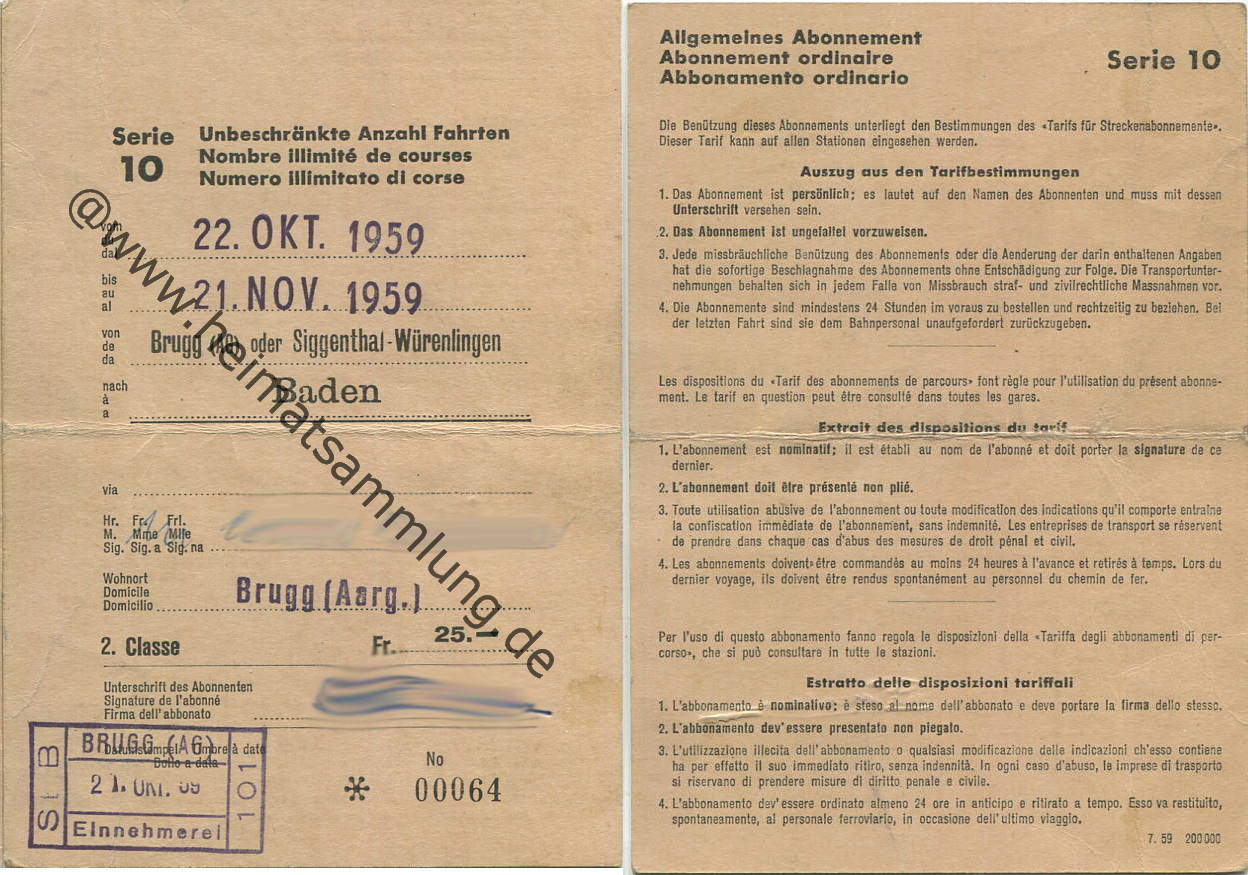 Serie 10
Unbeschränkte Anzahl Fahrten
Nombre illimité de courses
Numero illimitato di corse
vom
du
dal
22. OKT. 1959
bis
au
al
21. NOV. 1959
von
de
da
Brugg (AG) oder Siggenthal-Würenlingen
nach
à
a
Baden
via
Hr. Fr. Frl.
M. Mme Mlle
Sig. Sig.a Sig.na
Wohnort
Domicile
Domicilio
Brugg (Aarg.)
2. Classe
Fr. 25.–
Unterschrift des Abonnenten
Signature de l'abonné
Firma dell'abbonato
Datumstempel Timbre à date
Bollo a data
BRUGG (AG)
Einnehmerei
101
No
* 00064
@www.heimatsammlung.de
Allgemeines Abonnement
Abonnement ordinaire
Abbonamento ordinario
Serie 10
Die Benützung dieses Abonnements unterliegt den Bestimmungen des «Tarifs für Streckenabonnemente».
Dieser Tarif kann auf allen Stationen eingesehen werden.
Auszug aus den Tarifbestimmungen
1. Das Abonnement ist persönlich; es lautet auf den Namen des Abonnenten und muss mit dessen
Unterschrift versehen sein.
2. Das Abonnement ist ungefaltet vorzuweisen.
3. Jede missbräuchliche Benützung des Abonnements oder die Aenderung der darin enthaltenen Angaben
hat die sofortige Beschlagnahme des Abonnements ohne Entschädigung zur Folge. Die Transportunter-
nehmungen behalten sich in jedem Falle von Missbrauch straf- und zivilrechtliche Massnahmen vor.
4. Die Abonnemente sind mindestens 24 Stunden im voraus zu bestellen und rechtzeitig zu beziehen. Bei
der letzten Fahrt sind sie dem Bahnpersonal unaufgefordert zurückzugeben.
Les dispositions du «Tarif des abonnements de parcours» font règle pour l'utilisation du présent abonne-
ment. Le tarif en question peut être consulté dans toutes les gares.
Extrait des dispositions du tarif
1. L'abonnement est nominatif; il est établi au nom de l'abonné et doit porter la signature de ce
dernier.
2. L'abonnement doit être présenté non plié.
3. Toute utilisation abusive de l'abonnement ou toute modification des indications qu'il comporte entraîne
la confiscation immédiate de l'abonnement, sans indemnité. Les entreprises de transport se réservent
de prendre dans chaque cas d'abus des mesures de droit pénal et civil.
4. Les abonnements doivent être commandés au moins 24 heures à l'avance et retirés à temps. Lors du
dernier voyage, ils doivent être rendus spontanément au personnel du chemin de fer.
Per l'uso di questo abbonamento fanno regola le disposizioni della «Tariffa degli abbonamenti di per-
corso», che si può consultare in tutte le stazioni.
Estratto delle disposizioni tariffali
1. L'abbonamento è nominativo; è steso al nome dell'abbonato e deve portare la firma dello stesso.
2. L'abbonamento dev'essere presentato non piegato.
3. L'utilizzazione illecita dell'abbonamento o qualsiasi modificazione delle indicazioni ch'esso contiene
ha per effetto il suo immediato ritiro, senza indennità. In ogni caso d'abuso, le imprese di trasporto
si riservano di prendere misure di diritto penale e civile.
4. L'abbonamento dev'essere ordinato almeno 24 ore in anticipo e ritirato a tempo. Esso va restituito,
spontaneamente, al personale ferroviario, in occasione dell'ultimo viaggio.
7. 59 200 000